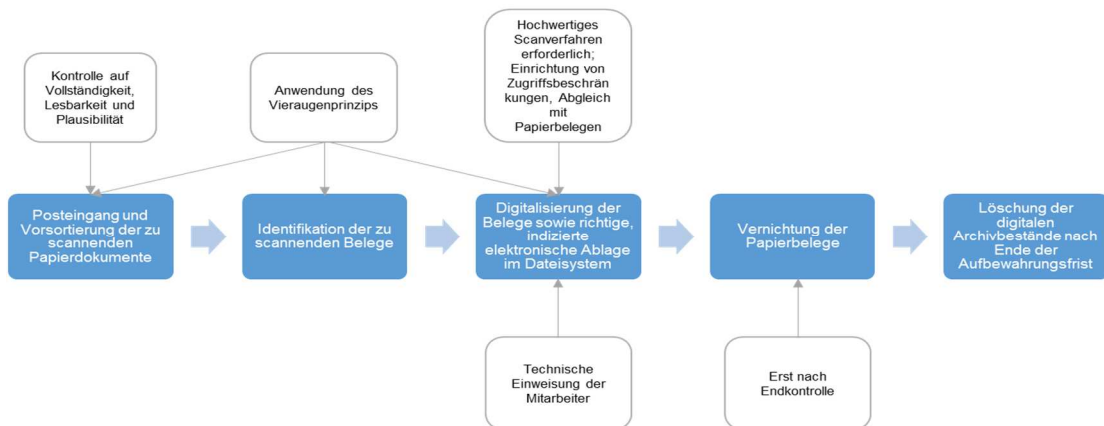 Kontrolle auf
Vollständigkeit,
Lesbarkeit und
Plausibilität
Anwendung des
Vieraugenprinzips
Hochwertiges
Scanverfahren
erforderlich;
Einrichtung von
Zugriffsbeschrän
kungen, Abgleich
mit
Papierbelegen
Posteingang und
Vorsortierung der zu
scannenden
Papierdokumente
Identifikation der zu
scannenden Belege
Digitalisierung der
Belege sowie richtige,
indizierte
elektronische Ablage
im Dateisystem
Vernichtung der
Papierbelege
Löschung der
digitalen
Archivbestände nach
Ende der
Aufbewahrungsfrist
Technische
Einweisung der
Mitarbeiter
Erst nach
Endkontrolle